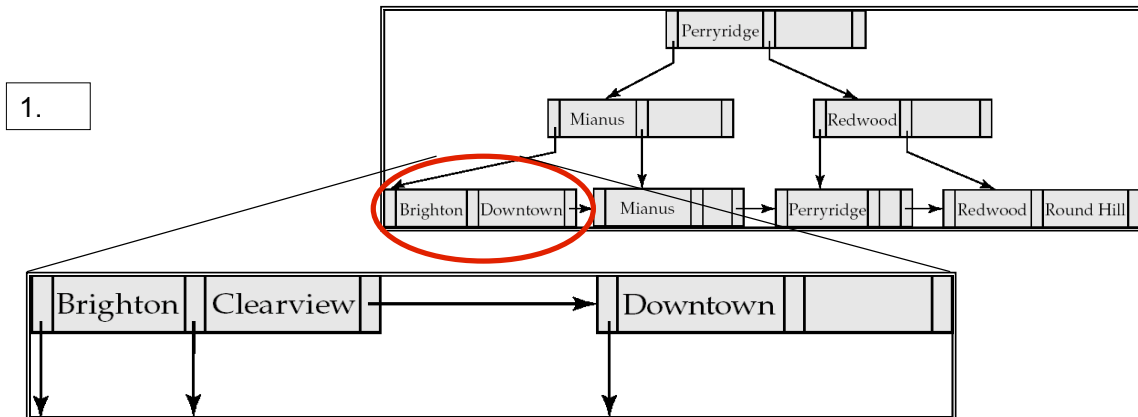 Perryridge
1.
Mianus Redwood
Brighton Downtown Mianus Perryridge Redwood Round Hill
Brighton Clearview Downtown